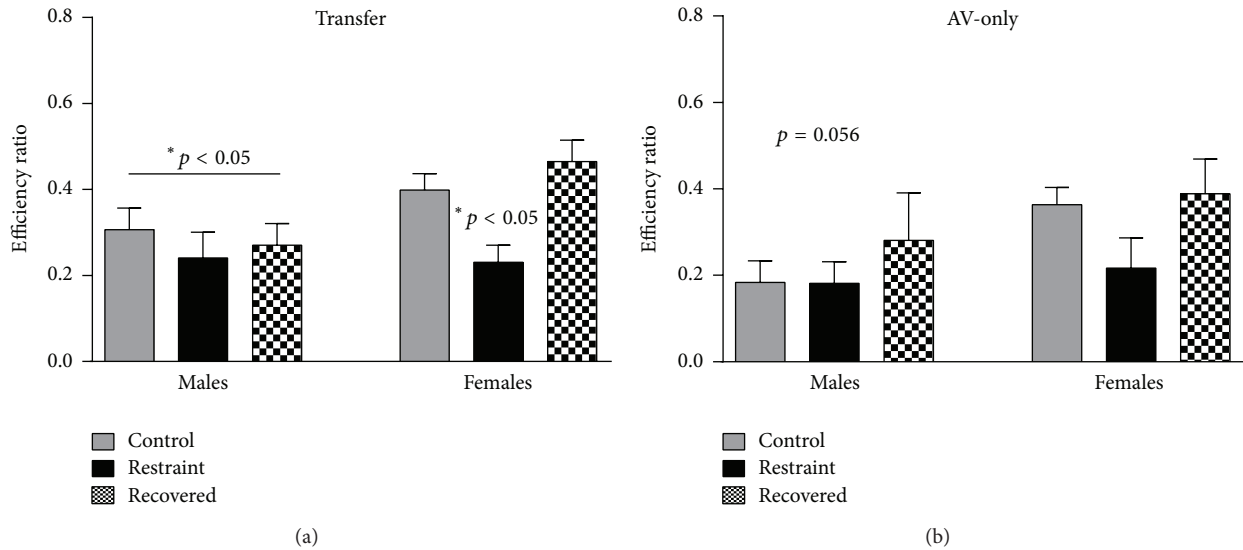 Transfer
0.8
0.6
0.4
0.2
0.0
Efficiency ratio
* p < 0.05
* p < 0.05
Males
Females
Control
Restraint
Recovered
(a)
AV-only
0.8
0.6
0.4
0.2
0.0
Efficiency ratio
p = 0.056
Males
Females
Control
Restraint
Recovered
(b)